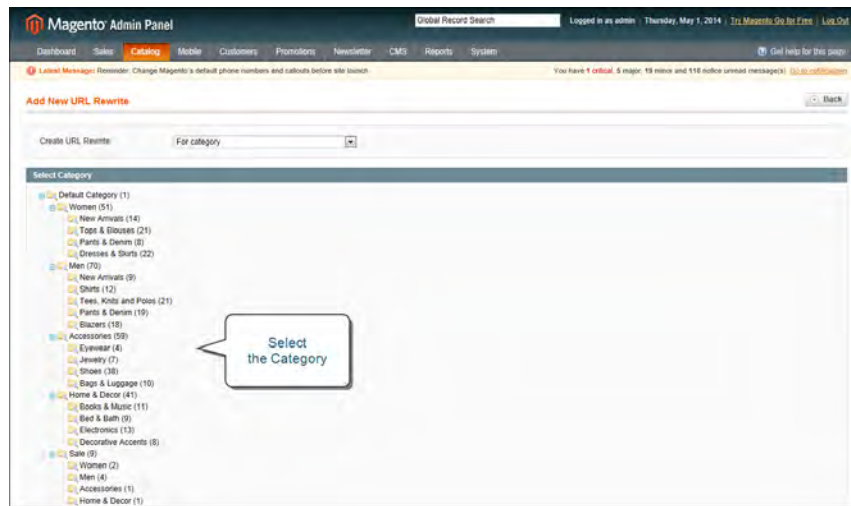 Magento® Admin Panel
Global Record Search
Logged in as admin | Thursday, May 1, 2014 | Try Magento Go for Free | Log Out
Dashboard Sales Catalog Mobile Customers Promotions Newsletter CMS Reports System
Get help for this page
Latest Message: Reminder: Change Magento's default phone numbers and callouts before site launch
You have 1 critical, 5 major, 19 minor and 116 notice unread message(s). Go to notifications
Add New URL Rewrite
Back
Create URL Rewrite
For category
Select Category
Default Category (1)
Women (51)
New Arrivals (14)
Tops & Blouses (21)
Pants & Denim (8)
Dresses & Skirts (22)
Men (70)
New Arrivals (9)
Shirts (12)
Tees, Knits and Polos (21)
Pants & Denim (19)
Blazers (18)
Accessories (59)
Eyewear (4)
Jewelry (7)
Shoes (38)
Bags & Luggage (10)
Home & Decor (41)
Books & Music (11)
Bed & Bath (9)
Electronics (13)
Decorative Accents (8)
Sale (9)
Women (2)
Men (4)
Accessories (1)
Home & Decor (1)
Select
the Category